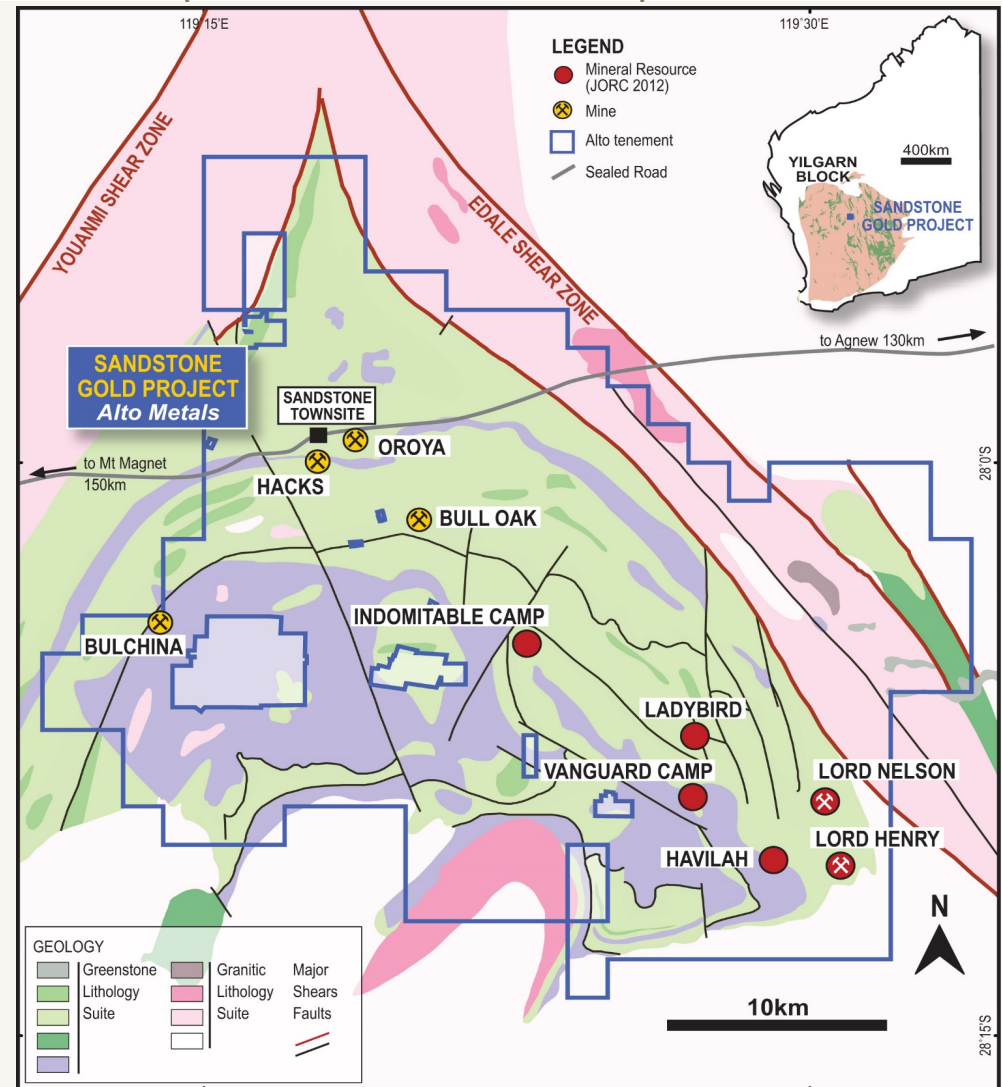 119°15'E
119°30'E
LEGEND
Mineral Resource
(JORC 2012)
Mine
Alto tenement
Sealed Road
400km
YILGARN
BLOCK
SANDSTONE
GOLD PROJECT
YOUANMI SHEAR ZONE
EDALE SHEAR ZONE
to Agnew 130km
SANDSTONE
GOLD PROJECT
Alto Metals
SANDSTONE
TOWNSITE
OROYA
to Mt Magnet
150km
HACKS
28°0'S
BULL OAK
INDOMITABLE CAMP
BULCHINA
LADYBIRD
VANGUARD CAMP
LORD NELSON
LORD HENRY
HAVILAH
N
GEOLOGY
Greenstone
Lithology
Suite
Granitic
Lithology
Suite
Major
Shears
Faults
10km
28°15'S